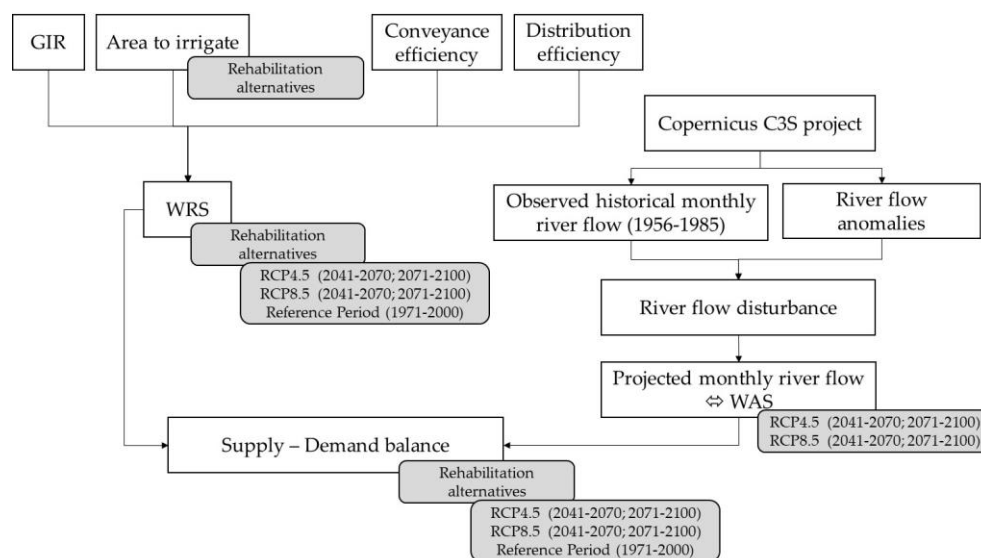 GIR
Area to irrigate
Rehabilitation
alternatives
Conveyance
efficiency
Distribution
efficiency
Copernicus C3S project
WRS
Rehabilitation
alternatives
RCP4.5 (2041-2070; 2071-2100)
RCP8.5 (2041-2070; 2071-2100)
Reference Period (1971-2000)
Observed historical monthly
river flow (1956-1985)
River flow
anomalies
River flow disturbance
Projected monthly river flow
⇔ WAS
RCP4.5 (2041-2070; 2071-2100)
RCP8.5 (2041-2070; 2071-2100)
Supply – Demand balance
Rehabilitation
alternatives
RCP4.5 (2041-2070; 2071-2100)
RCP8.5 (2041-2070; 2071-2100)
Reference Period (1971-2000)